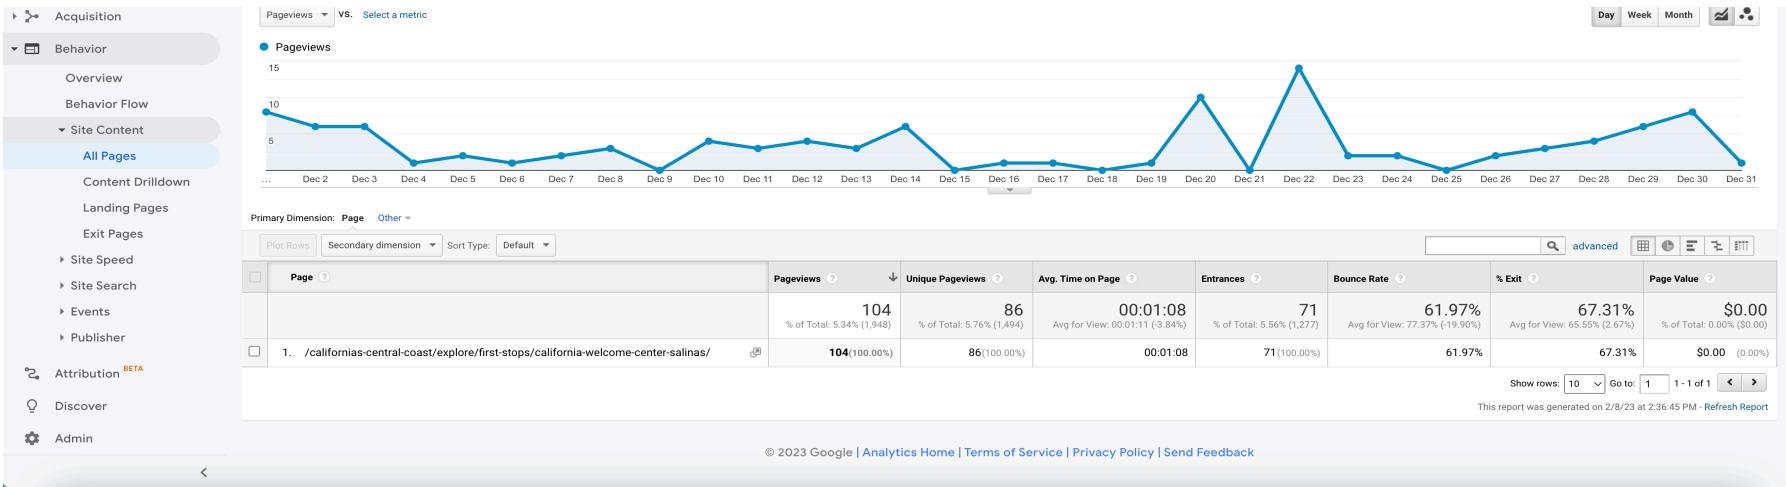 Acquisition
Behavior
Overview
Behavior Flow
Site Content
All Pages
Content Drilldown
Landing Pages
Exit Pages
Site Speed
Site Search
Events
Publisher
Attribution BETA
Discover
Admin
Pageviews VS. Select a metric
Day Week Month
Pageviews
15
10
5
... Dec 2 Dec 3 Dec 4 Dec 5 Dec 6 Dec 7 Dec 8 Dec 9 Dec 10 Dec 11 Dec 12 Dec 13 Dec 14 Dec 15 Dec 16 Dec 17 Dec 18 Dec 19 Dec 20 Dec 21 Dec 22 Dec 23 Dec 24 Dec 25 Dec 26 Dec 27 Dec 28 Dec 29 Dec 30 Dec 31
Primary Dimension: Page Other
Plot Rows Secondary dimension Sort Type: Default advanced
Page ? Pageviews ? Unique Pageviews ? Avg. Time on Page ? Entrances ? Bounce Rate ? % Exit ? Page Value ?
104 86 00:01:08 71 61.97% 67.31% $0.00
% of Total: 5.34% (1,948) % of Total: 5.76% (1,494) Avg for View: 00:01:11 (-3.84%) % of Total: 5.56% (1,277) Avg for View: 77.37% (-19.90%) Avg for View: 65.55% (2.67%) % of Total: 0.00% ($0.00)
1. /californias-central-coast/explore/first-stops/california-welcome-center-salinas/ 104(100.00%) 86(100.00%) 00:01:08 71(100.00%) 61.97% 67.31% $0.00 (0.00%)
Show rows: 10 Go to: 1 1 - 1 of 1
This report was generated on 2/8/23 at 2:36:45 PM - Refresh Report
© 2023 Google | Analytics Home | Terms of Service | Privacy Policy | Send Feedback